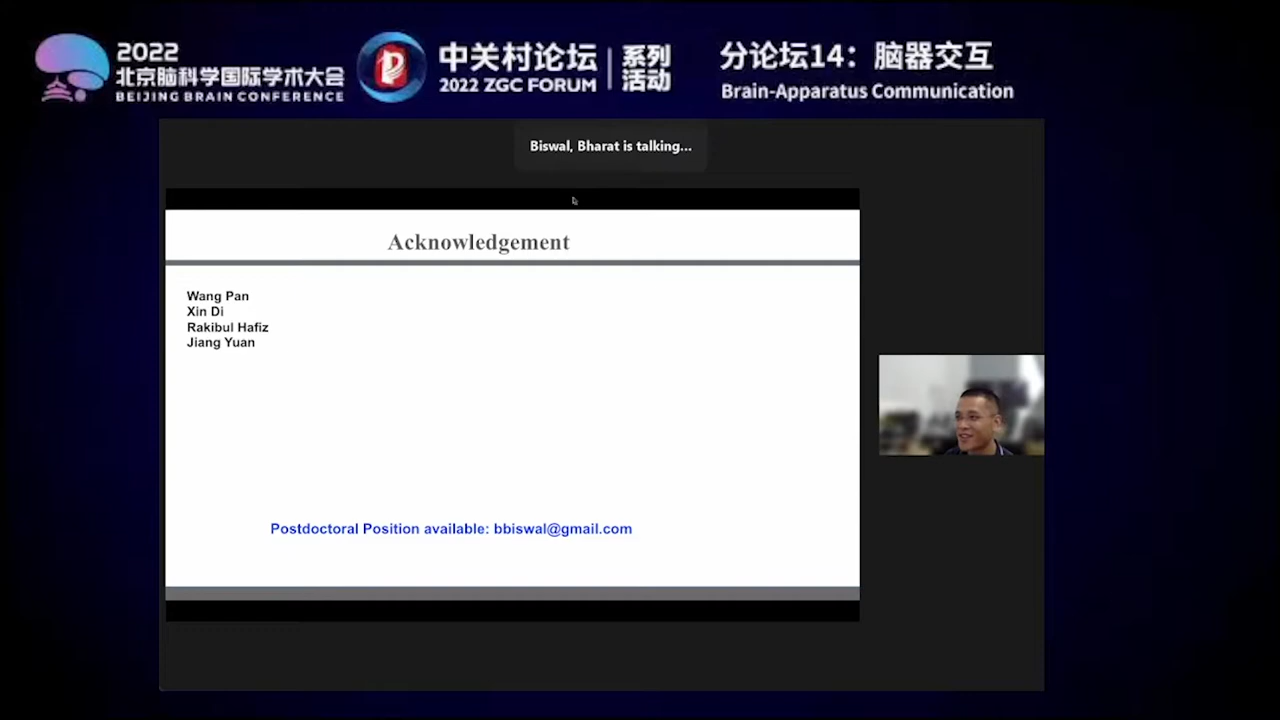 2022
北京脑科学国际学术大会
BEIJING BRAIN CONFERENCE
中关村论坛
2022 ZGC FORUM
系列
活动
分论坛14：脑器交互
Brain-Apparatus Communication
Biswal, Bharat is talking...
Acknowledgement
Wang Pan
Xin Di
Rakibul Hafiz
Jiang Yuan
Postdoctoral Position available: bbiswal@gmail.com